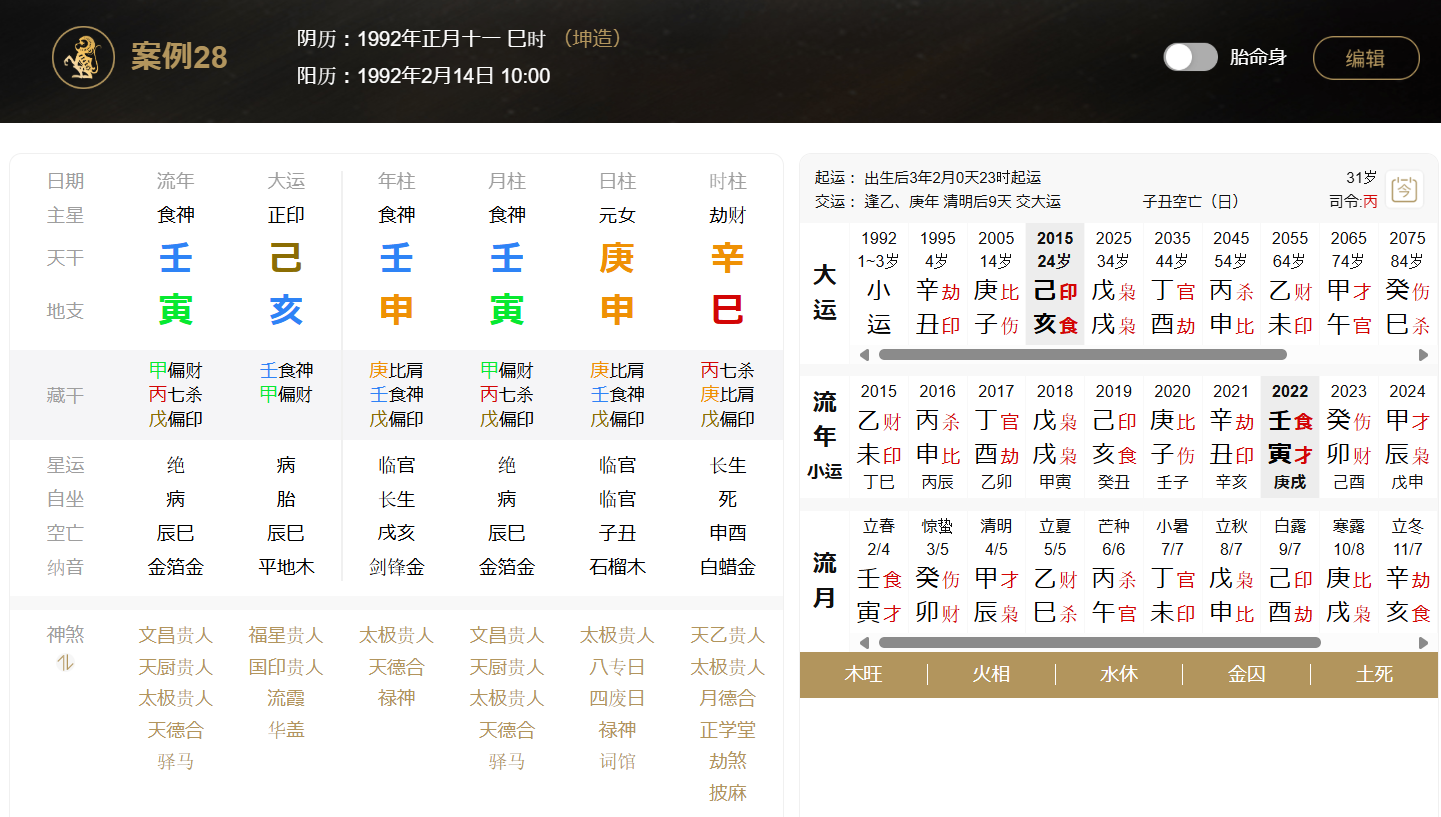 案例28
阴历：1992年正月十一 巳时 （坤造）
阳历：1992年2月14日 10:00
胎命身
编辑
日期 流年 大运 年柱 月柱 日柱 时柱
主星 食神 正印 食神 食神 元女 劫财
天干 壬 己 壬 壬 庚 辛
地支 寅 亥 申 寅 申 巳
藏干
甲偏财 壬食神 庚比肩 甲偏财 庚比肩 丙七杀
丙七杀 甲偏财 壬食神 丙七杀 壬食神 庚比肩
戊偏印 戊偏印 戊偏印 戊偏印 戊偏印
星运 绝 病 临官 绝 临官 长生
自坐 病 胎 长生 病 临官 死
空亡 辰巳 辰巳 戌亥 辰巳 子丑 申酉
纳音 金箔金 平地木 剑锋金 金箔金 石榴木 白蜡金
神煞 文昌贵人 福星贵人 太极贵人 文昌贵人 太极贵人 天乙贵人
天厨贵人 国印贵人 天德合 天厨贵人 八专日 太极贵人
太极贵人 流霞 禄神 太极贵人 四废日 月德合
天德合 华盖 天德合 禄神 正学堂
驿马 驿马 词馆 劫煞
披麻
起运： 出生后3年2月0天23时起运 31岁
交运： 逢乙、庚年 清明后9天 交大运 子丑空亡（日） 司令:丙
今
大运
1992 1995 2005 2015 2025 2035 2045 2055 2065 2075
1~3岁 4岁 14岁 24岁 34岁 44岁 54岁 64岁 74岁 84岁
小 辛劫 庚比 己印 戊枭 丁官 丙杀 乙财 甲才 癸伤
运 丑印 子伤 亥食 戌枭 酉劫 申比 未印 午官 巳杀
流年
小运
2015 2016 2017 2018 2019 2020 2021 2022 2023 2024
乙财 丙杀 丁官 戊枭 己印 庚比 辛劫 壬食 癸伤 甲才
未印 申比 酉劫 戌枭 亥食 子伤 丑印 寅才 卯财 辰枭
丁巳 丙辰 乙卯 甲寅 癸丑 壬子 辛亥 庚戌 己酉 戊申
流月
立春 惊蛰 清明 立夏 芒种 小暑 立秋 白露 寒露 立冬
2/4 3/5 4/5 5/5 6/6 7/7 8/7 9/7 10/8 11/7
壬食 癸伤 甲才 乙财 丙杀 丁官 戊枭 己印 庚比 辛劫
寅才 卯财 辰枭 巳杀 午官 未印 申比 酉劫 戌枭 亥食
木旺 火相 水休 金囚 土死